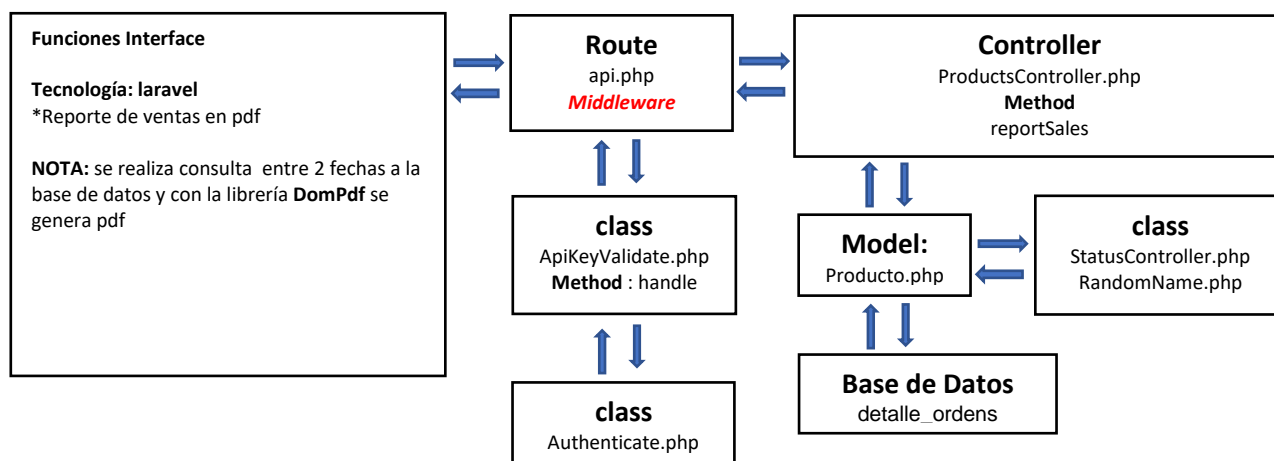 Funciones Interface
Tecnología: laravel
*Reporte de ventas en pdf
NOTA: se realiza consulta entre 2 fechas a la
base de datos y con la librería DomPdf se
genera pdf
Route
api.php
Middleware
Controller
ProductsController.php
Method
reportSales
class
ApiKeyValidate.php
Method : handle
Model:
Producto.php
class
StatusController.php
RandomName.php
class
Authenticate.php
Base de Datos
detalle_ordens